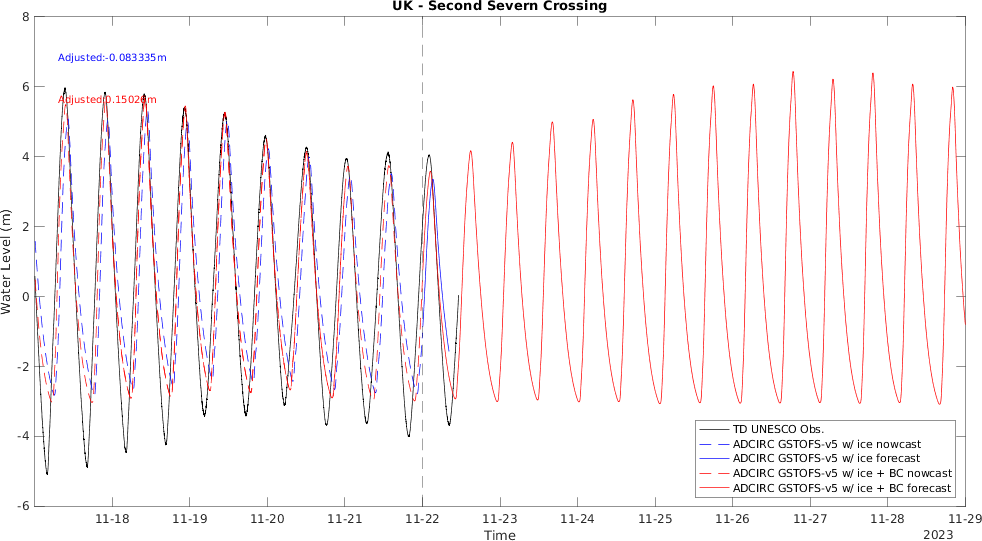 UK - Second Severn Crossing
8
6
4
2
0
-2
-4
-6
Water Level (m)
Adjusted:-0.083335m
Adjusted:0.15026m
TD UNESCO Obs.
ADCIRC GSTOFS-v5 w/ ice nowcast
ADCIRC GSTOFS-v5 w/ ice forecast
ADCIRC GSTOFS-v5 w/ ice + BC nowcast
ADCIRC GSTOFS-v5 w/ ice + BC forecast
11-18 11-19 11-20 11-21 11-22 11-23 11-24 11-25 11-26 11-27 11-28 11-29
Time
2023